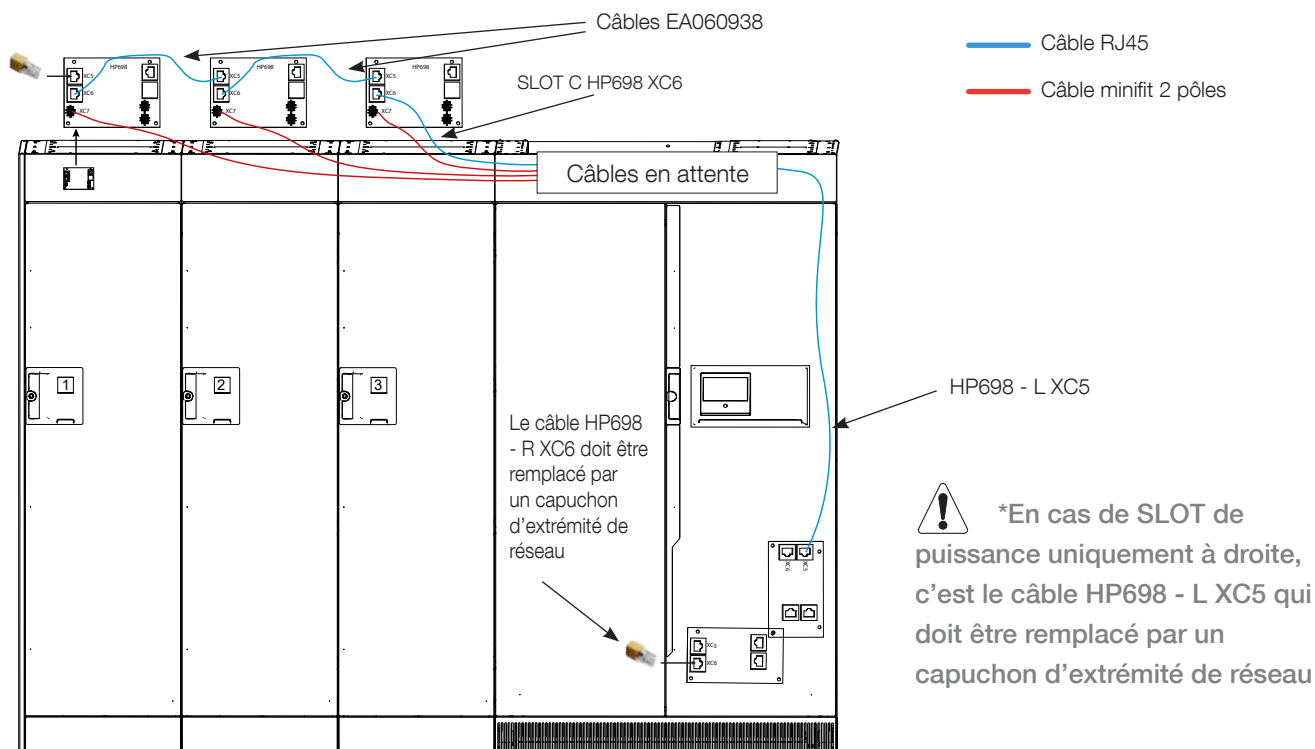 Câbles EA060938
Câble RJ45
Câble minifit 2 pôles
SLOT C HP698 XC6
HP698
XC5
XC6
XC7
HP698
XC5
XC6
XC7
HP698
XC5
XC6
XC7
Câbles en attente
1
2
3
HP698 - L XC5
Le câble HP698
- R XC6 doit être
remplacé par
un capuchon
d'extrémité de
réseau
XC6
XC5
XC5
XC6
*En cas de SLOT de
puissance uniquement à droite,
c'est le câble HP698 - L XC5 qui
doit être remplacé par un
capuchon d'extrémité de réseau